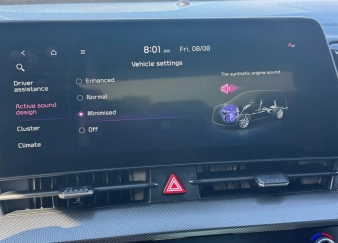 8:01 AM Fri, 08/08
Vehicle settings
Driver
assistance
Active sound
design
Cluster
Climate
Enhanced
Normal
Minimised
Off
The synthetic engine sound